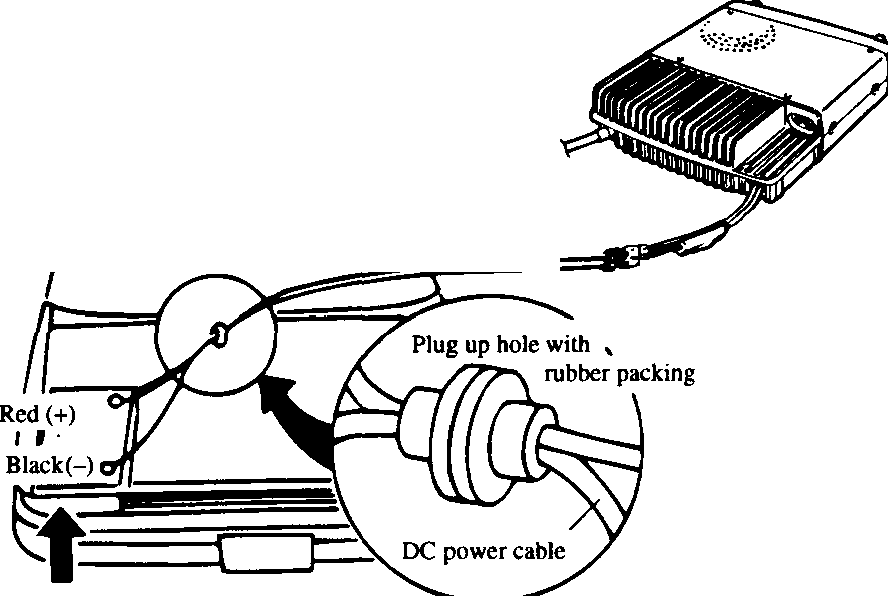 Plug up hole with
rubber packing
Red (+)
Black(–)
DC power cable